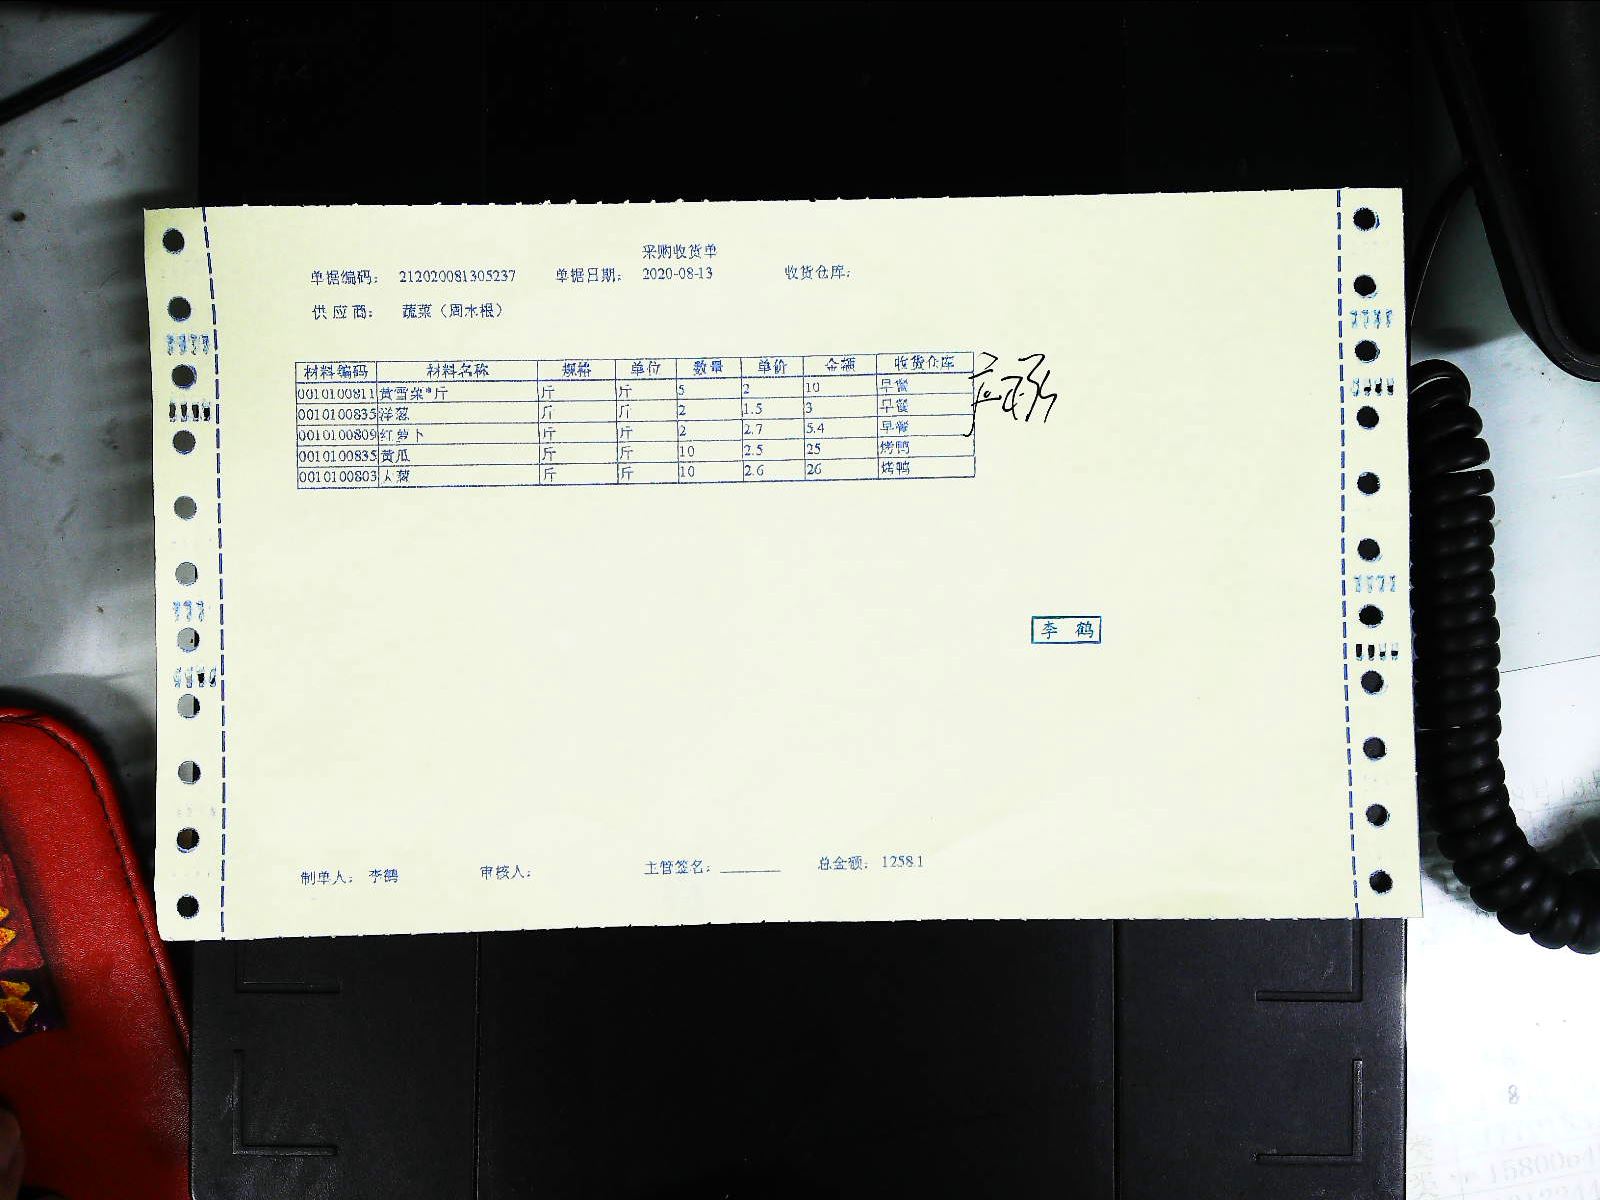 采购收货单
单据编码： 212020081305237 单据日期： 2020-08-13 收货仓库：
供应商： 蔬菜（周水根）
材料编码 材料名称 规格 单位 数量 单价 金额 收货仓库
0010100811 黄雪菜*斤 斤 斤 5 2 10 早餐
0010100835 洋葱 斤 斤 2 1.5 3 早餐
0010100809 红萝卜 斤 斤 2 2.7 5.4 早餐
0010100835 黄瓜 斤 斤 10 2.5 25 烤鸭
0010100803 大葱 斤 斤 10 2.6 26 烤鸭
李鹤
制单人： 李鹤 审核人： 主管签名： 总金额： 1258.1
8